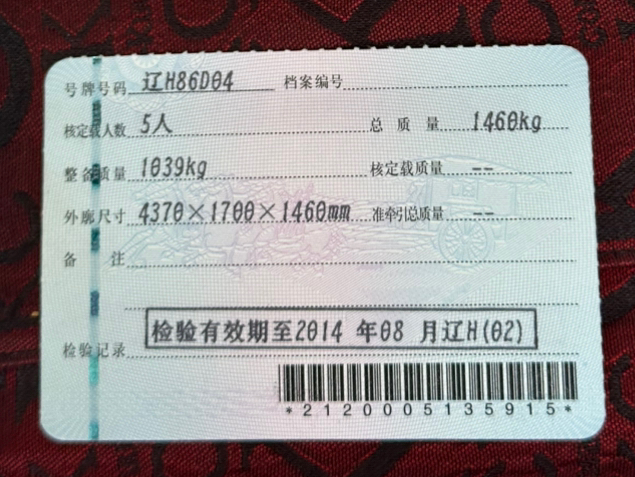 号牌号码 辽H86D04 档案编号
核定载人数 5人 总质量 1460kg
整备质量 1039kg 核定载质量 --
外廓尺寸 4370×1700×1460mm 准牵引总质量 --
备注
检验记录 检验有效期至2014 年08 月辽H(02)
*2120005135915*